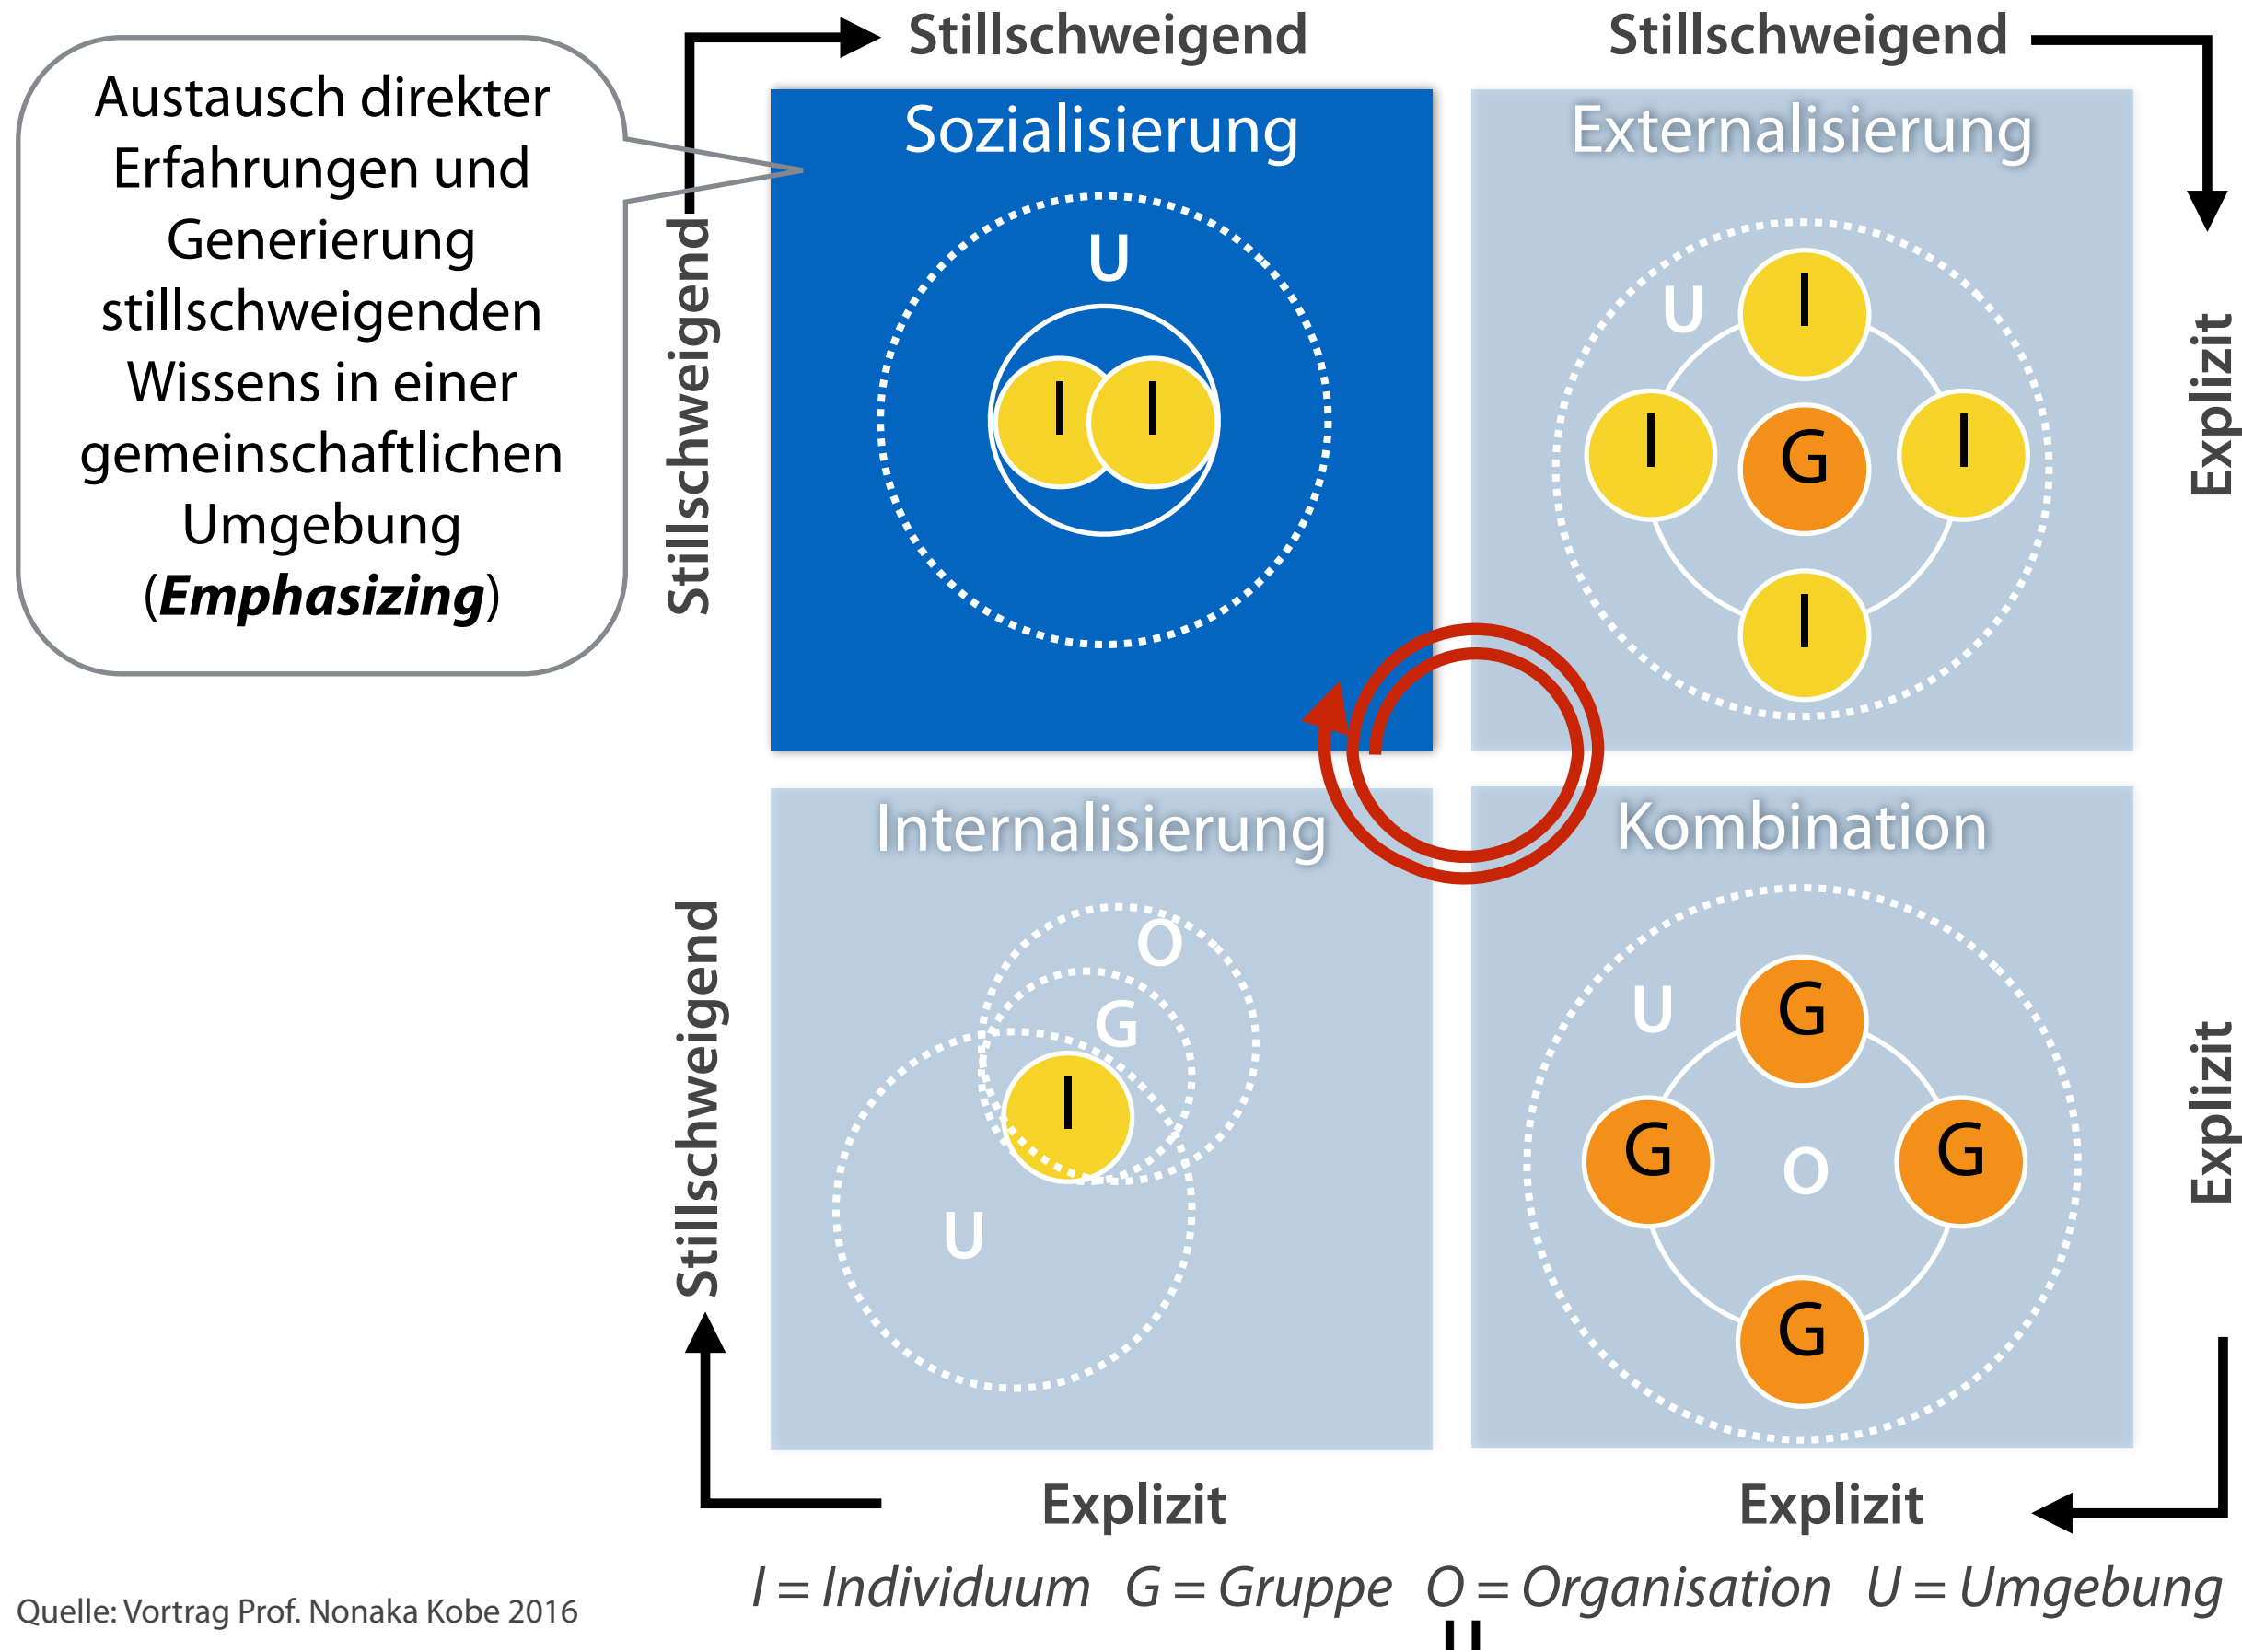 Stillschweigend
Stillschweigend
Austausch direkter
Erfahrungen und
Generierung
stillschweigenden
Wissens in einer
gemeinschaftlichen
Umgebung
(Emphasizing)
Stillschweigend
Sozialisierung
U
I I
Externalisierung
U
I
I G I
I
Explizit
Stillschweigend
Internalisierung
O
G
I
U
Kombination
U
G
G O G
G
Explizit
Explizit
Explizit
I = Individuum G = Gruppe O = Organisation U = Umgebung
Quelle: Vortrag Prof. Nonaka Kobe 2016